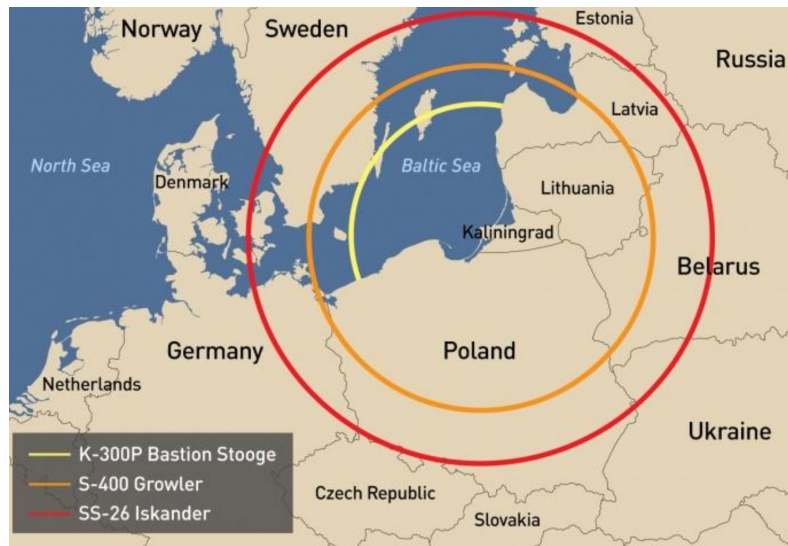 Norway
Sweden
Estonia
Russia
Latvia
North Sea
Baltic Sea
Denmark
Lithuania
Kaliningrad
Belarus
Germany
Poland
Netherlands
Ukraine
K-300P Bastion Stooge
S-400 Growler
SS-26 Iskander
Czech Republic
Slovakia